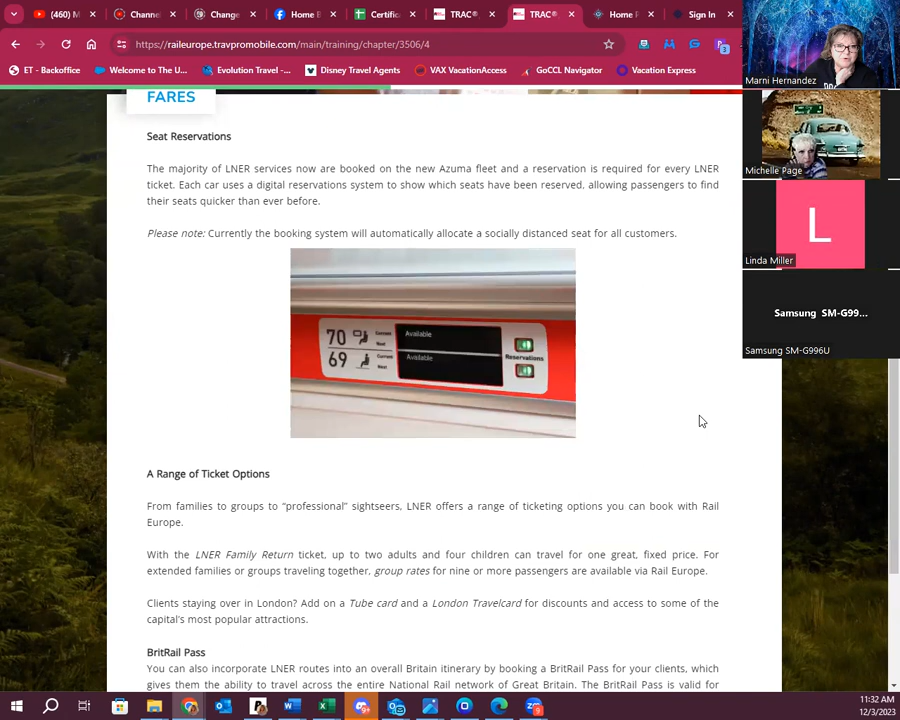 (460) M
Channel
Change
Home B
Certific
TRAC®
TRAC®
Home P
Sign In
https://raileurope.travpromobile.com/main/training/chapter/3506/4
3
ET - Backoffice
Welcome to The U...
Evolution Travel -...
Disney Travel Agents
VAX VacationAccess
GoCCL Navigator
Vacation Express
Marni Hernandez
Michelle Page
L
Linda Miller
Samsung SM-G99...
Samsung SM-G996U
FARES
Seat Reservations
The majority of LNER services now are booked on the new Azuma fleet and a reservation is required for every LNER
ticket. Each car uses a digital reservations system to show which seats have been reserved, allowing passengers to find
their seats quicker than ever before.
Please note: Currently the booking system will automatically allocate a socially distanced seat for all customers.
70 Current Next Available
69 Current Next Available
Reservations
A Range of Ticket Options
From families to groups to “professional” sightseers, LNER offers a range of ticketing options you can book with Rail
Europe.
With the LNER Family Return ticket, up to two adults and four children can travel for one great, fixed price. For
extended families or groups traveling together, group rates for nine or more passengers are available via Rail Europe.
Clients staying over in London? Add on a Tube card and a London Travelcard for discounts and access to some of the
capital's most popular attractions.
BritRail Pass
You can also incorporate LNER routes into an overall Britain itinerary by booking a BritRail Pass for your clients, which
gives them the ability to travel across the entire National Rail network of Great Britain. The BritRail Pass is valid for
11:32 AM
12/3/2023